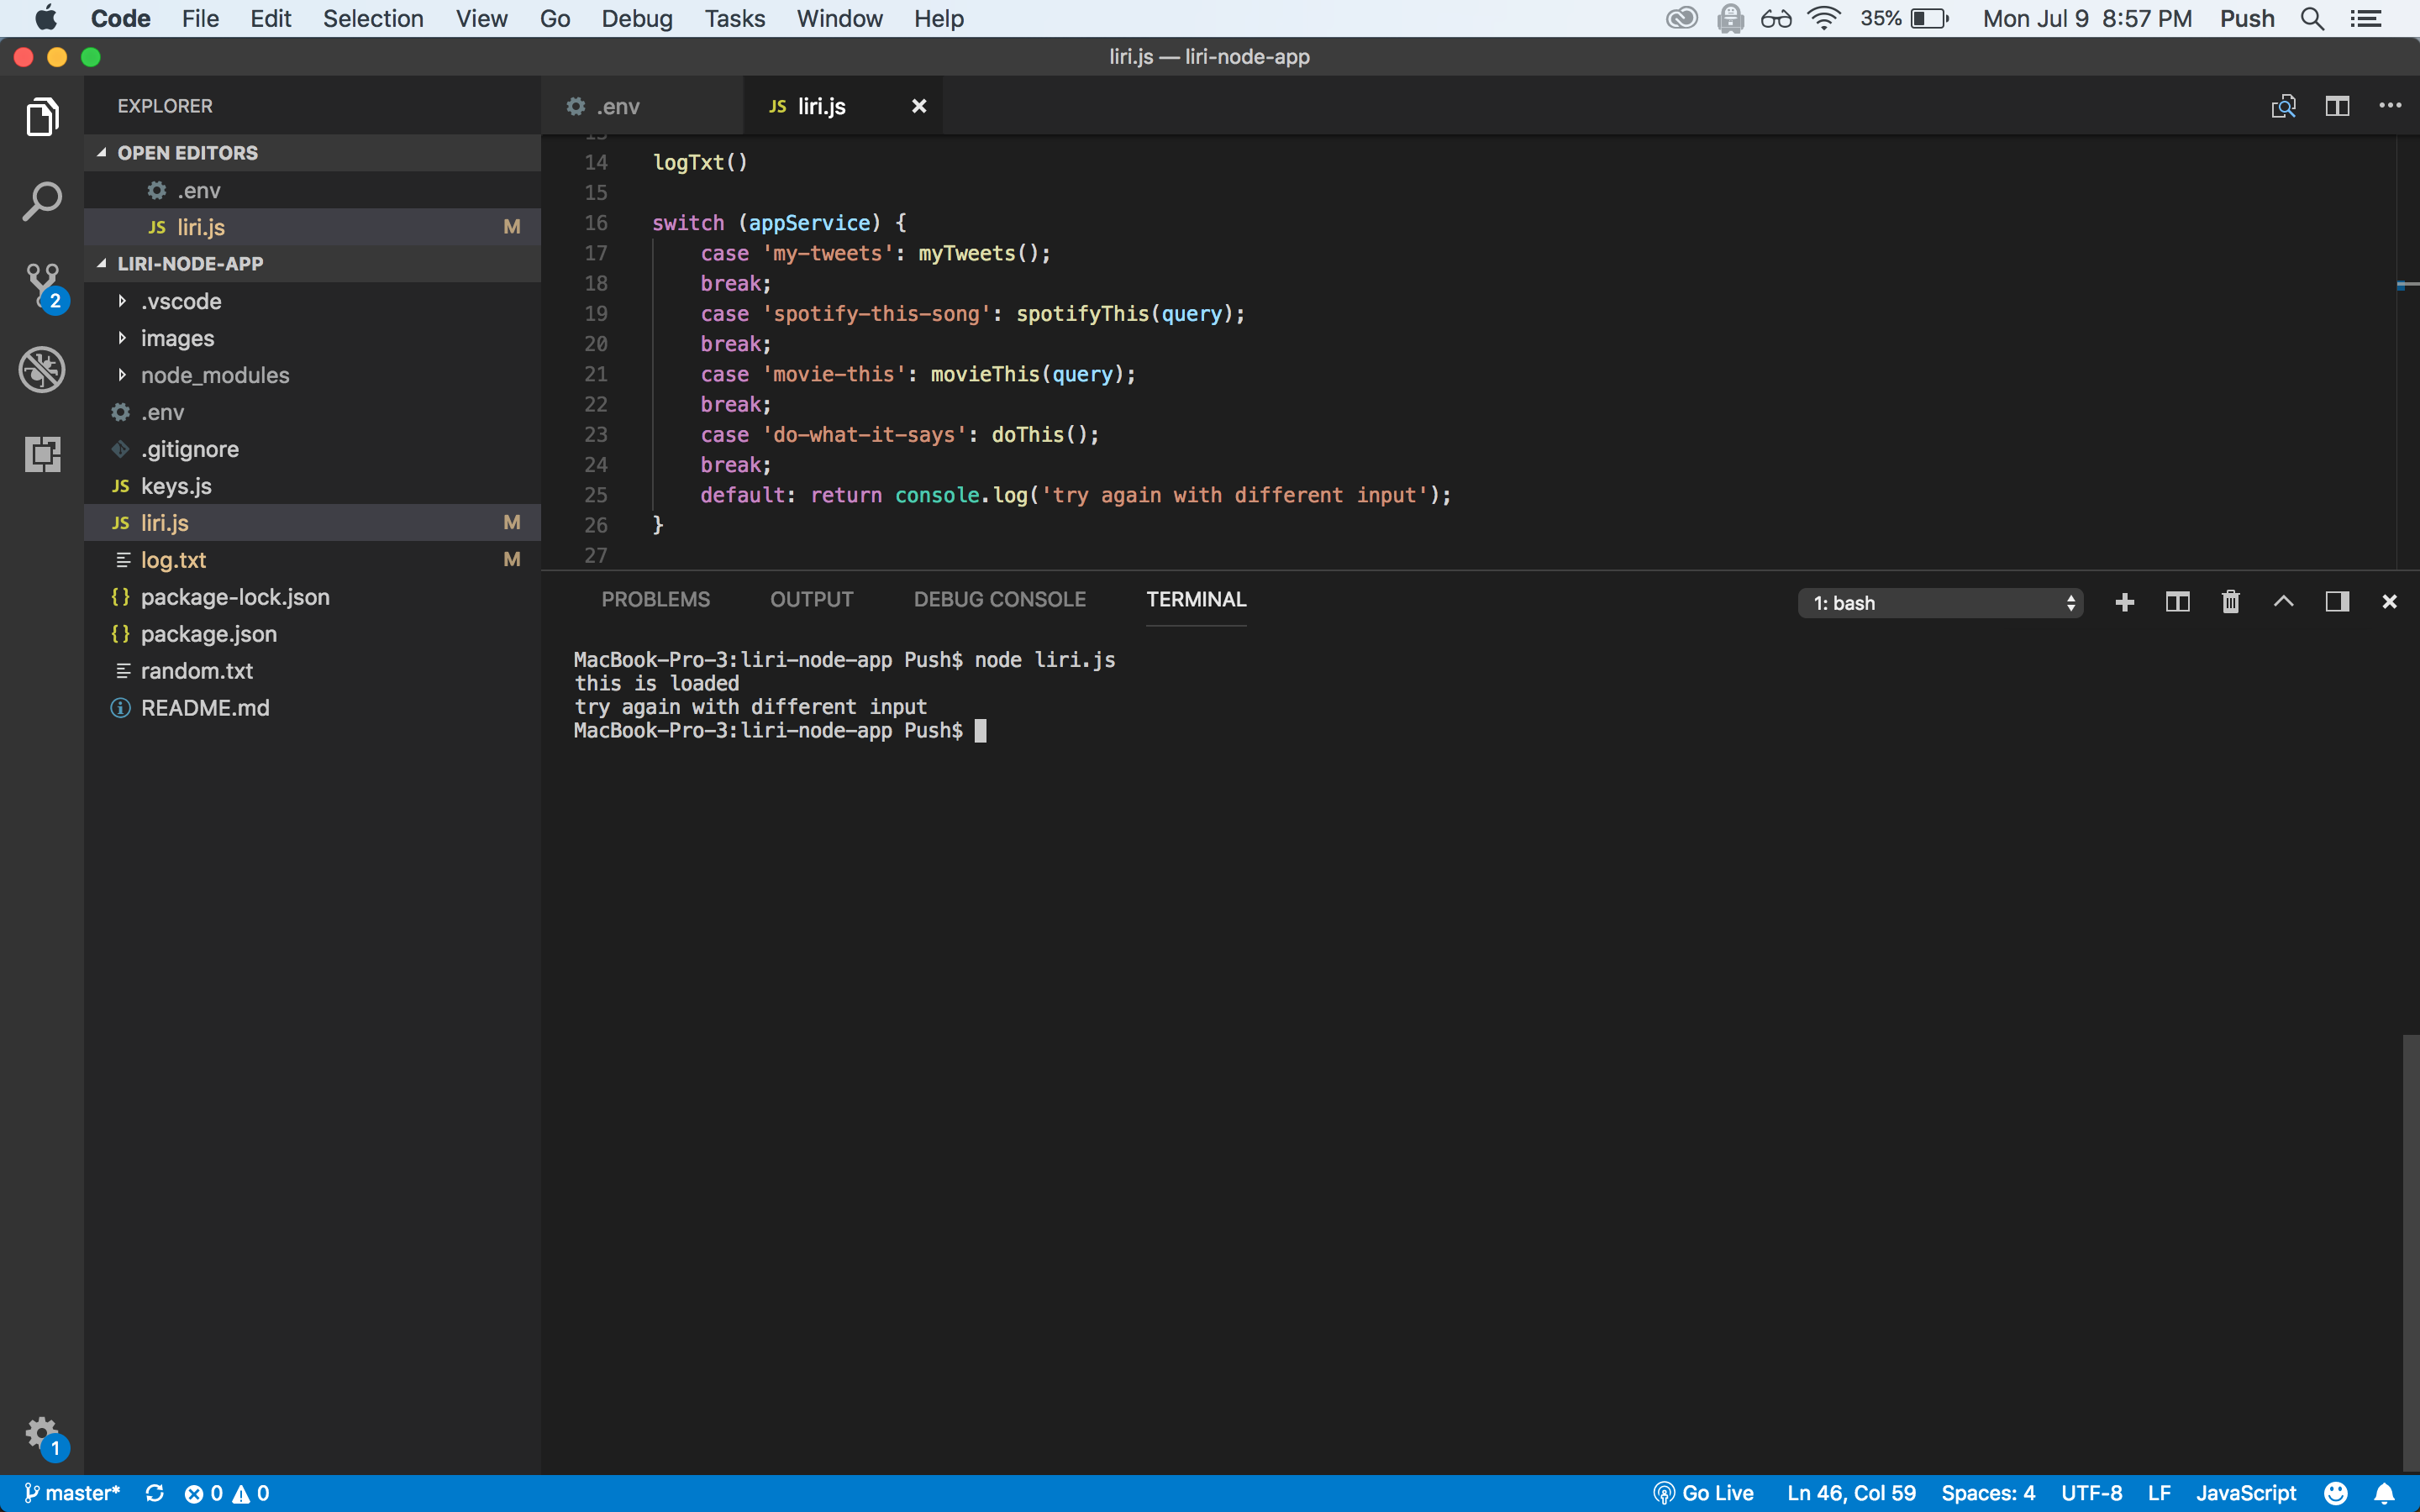 Code File Edit Selection View Go Debug Tasks Window Help 35% Mon Jul 9 8:57 PM Push
liri.js — liri-node-app
EXPLORER
OPEN EDITORS
.env
JS liri.js M
LIRI-NODE-APP
.vscode
images
node_modules
.env
.gitignore
JS keys.js
JS liri.js M
log.txt M
{} package-lock.json
{} package.json
random.txt
README.md
2
1
.env JS liri.js
13
14 logTxt()
15
16 switch (appService) {
17 case 'my-tweets': myTweets();
18 break;
19 case 'spotify-this-song': spotifyThis(query);
20 break;
21 case 'movie-this': movieThis(query);
22 break;
23 case 'do-what-it-says': doThis();
24 break;
25 default: return console.log('try again with different input');
26 }
27
PROBLEMS OUTPUT DEBUG CONSOLE TERMINAL 1: bash
MacBook-Pro-3:liri-node-app Push$ node liri.js
this is loaded
try again with different input
MacBook-Pro-3:liri-node-app Push$
master* 0 0 Go Live Ln 46, Col 59 Spaces: 4 UTF-8 LF JavaScript